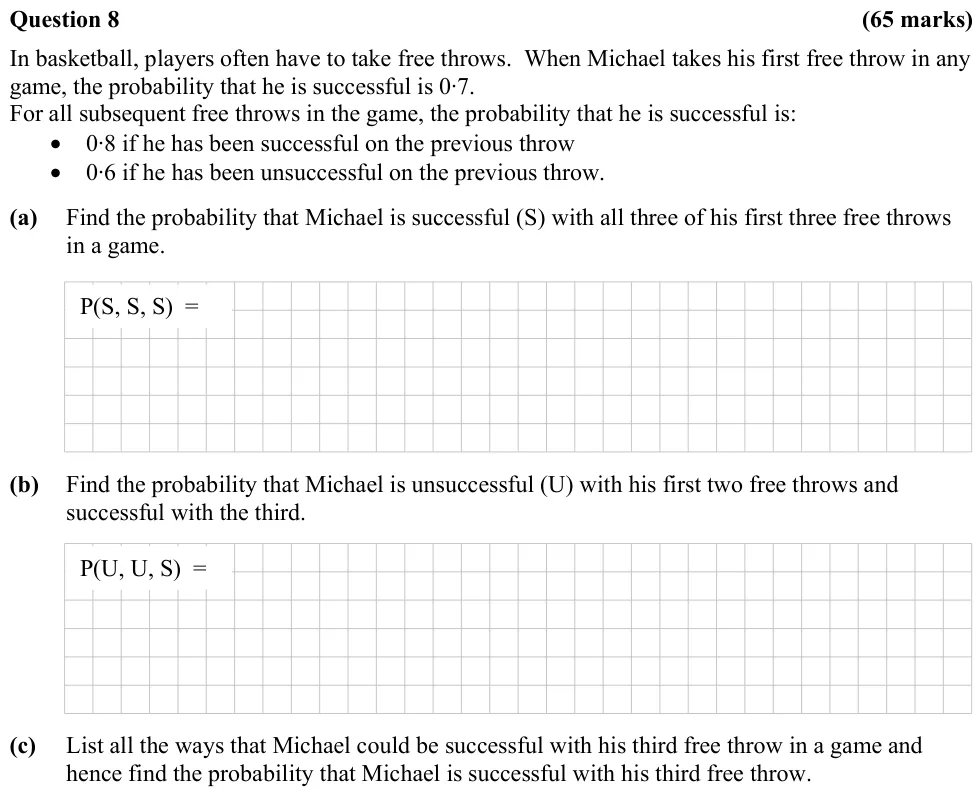 Question 8 (65 marks)
In basketball, players often have to take free throws. When Michael takes his first free throw in any
game, the probability that he is successful is 0·7.
For all subsequent free throws in the game, the probability that he is successful is:
• 0·8 if he has been successful on the previous throw
• 0·6 if he has been unsuccessful on the previous throw.
(a) Find the probability that Michael is successful (S) with all three of his first three free throws
in a game.
P(S, S, S) =
(b) Find the probability that Michael is unsuccessful (U) with his first two free throws and
successful with the third.
P(U, U, S) =
(c) List all the ways that Michael could be successful with his third free throw in a game and
hence find the probability that Michael is successful with his third free throw.